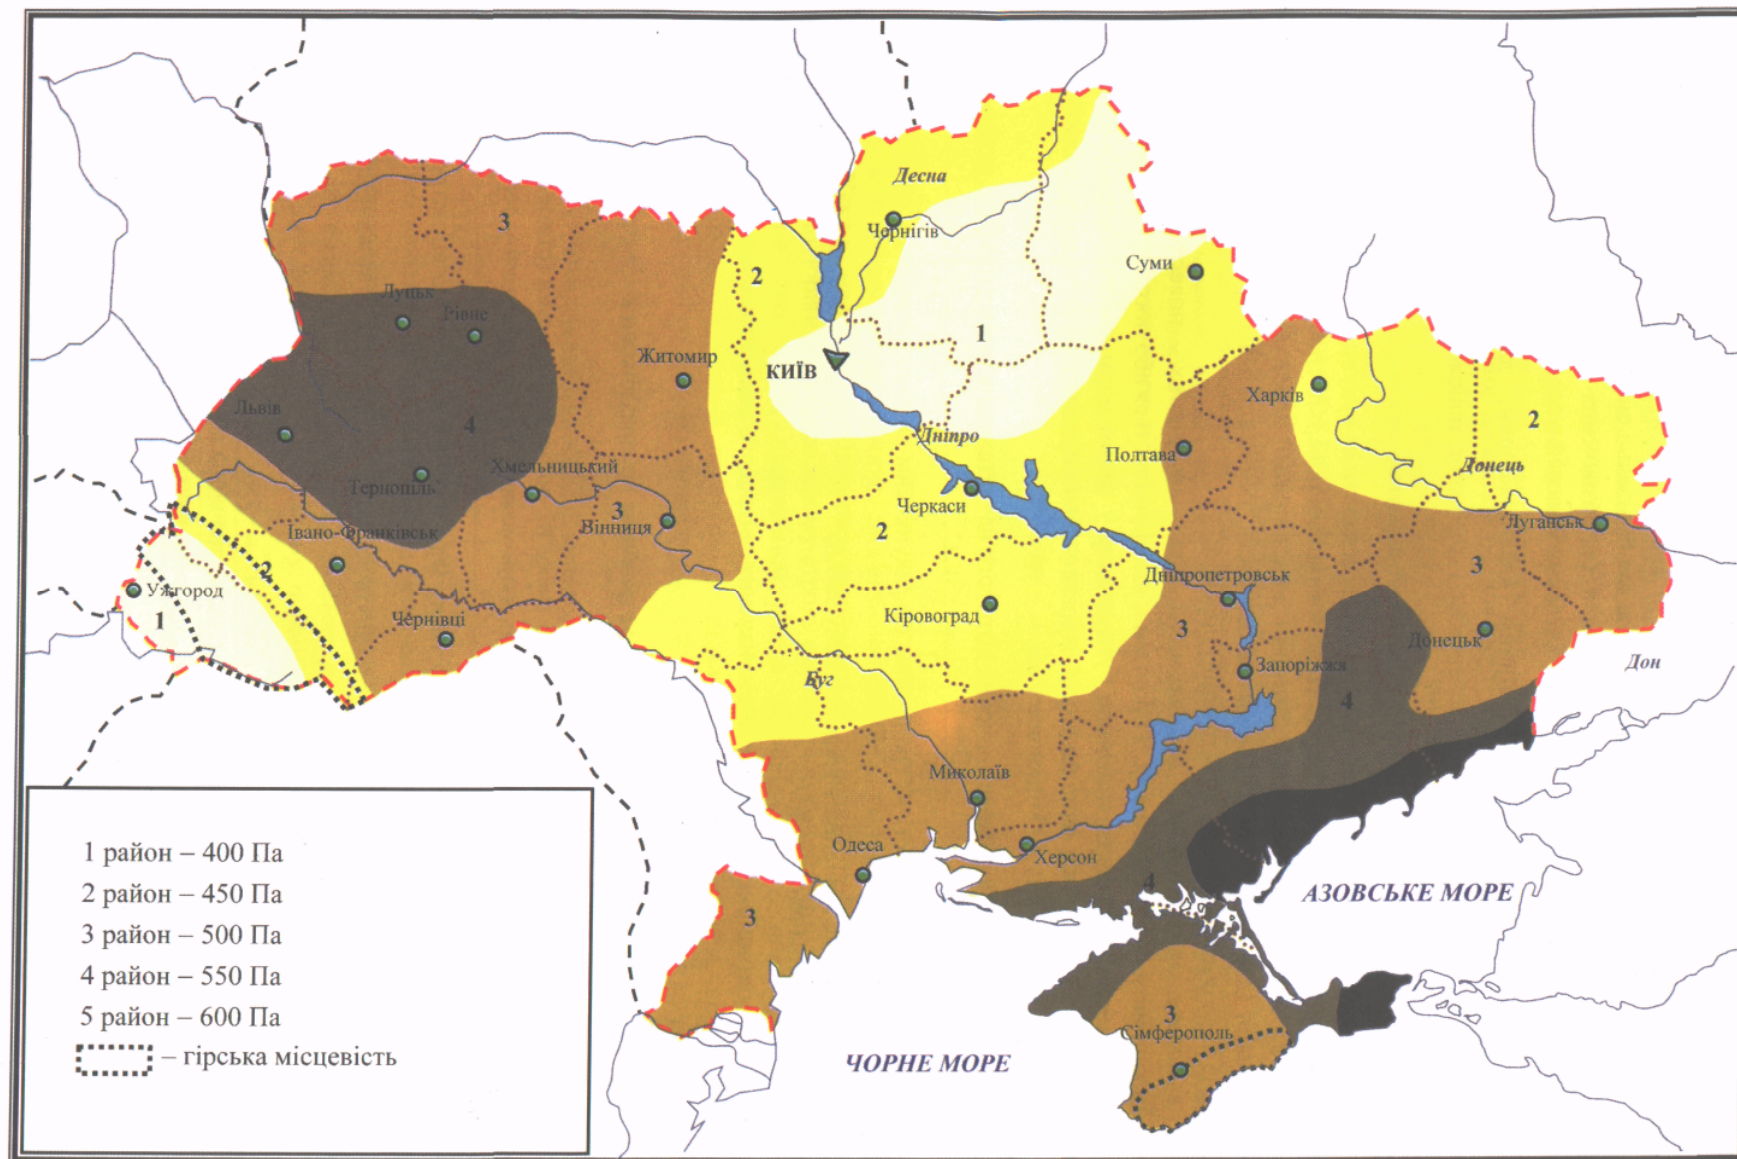 Десна
3
Чернігів
Суми
2
Луцьк
Рівне
1
Житомир
КИЇВ
Харків
Львів
4
2
Дніпро
Полтава
Донець
Хмельницький
Тернопіль
Черкаси
3
Вінниця
2
Луганськ
Івано-Франківськ
2
3
Ужгород
Дніпропетровськ
1
Чернівці
Кіровоград
3
Донецьк
Запоріжжя
Дон
Буг
4
Миколаїв
1 район – 400 Па
2 район – 450 Па
3 район – 500 Па
4 район – 550 Па
5 район – 600 Па
– гірська місцевість
Одеса
Херсон
4
АЗОВСЬКЕ МОРЕ
3
3
Сімферополь
ЧОРНЕ МОРЕ